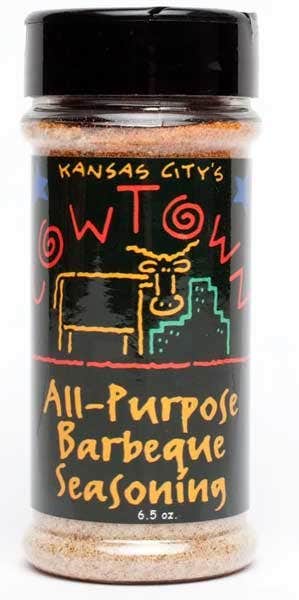 KANSAS CITY'S
COWTOWN
All-Purpose
Barbeque
Seasoning
6.5 oz.